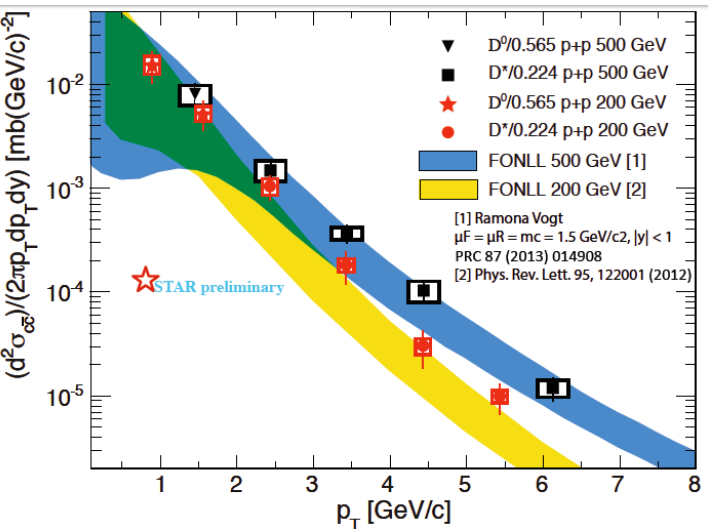 (d²σcc̄)/(2πpTdpTdy) [mb(GeV/c)⁻²]
10⁻²
10⁻³
10⁻⁴
10⁻⁵
D⁰/0.565 p+p 500 GeV
D*/0.224 p+p 500 GeV
D⁰/0.565 p+p 200 GeV
D*/0.224 p+p 200 GeV
FONLL 500 GeV [1]
FONLL 200 GeV [2]
[1] Ramona Vogt
μF = μR = mc = 1.5 GeV/c2, |y| < 1
PRC 87 (2013) 014908
[2] Phys. Rev. Lett. 95, 122001 (2012)
STAR preliminary
1 2 3 4 5 6 7 8
pT [GeV/c]